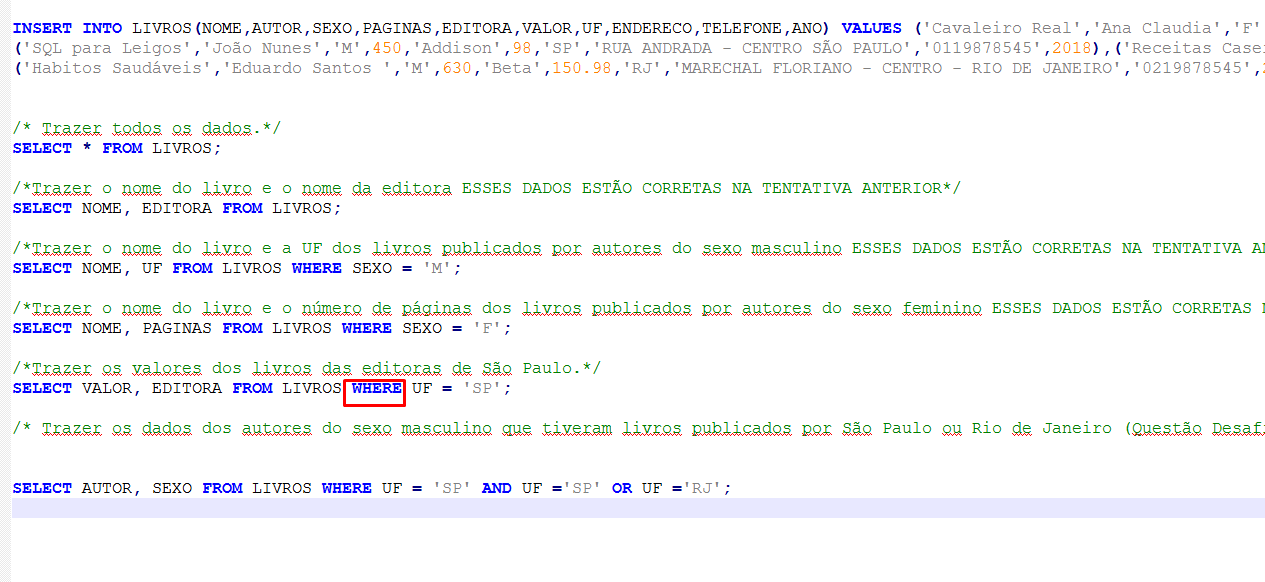 INSERT INTO LIVROS(NOME,AUTOR,SEXO,PAGINAS,EDITORA,VALOR,UF,ENDERECO,TELEFONE,ANO) VALUES ('Cavaleiro Real','Ana Claudia','F'
('SQL para Leigos','João Nunes','M',450,'Addison',98,'SP','RUA ANDRADA - CENTRO SÃO PAULO','0119878545',2018),('Receitas Casei
('Habitos Saudáveis','Eduardo Santos ','M',630,'Beta',150.98,'RJ','MARECHAL FLORIANO - CENTRO - RIO DE JANEIRO','0219878545',2
/* Trazer todos os dados.*/
SELECT * FROM LIVROS;
/*Trazer o nome do livro e o nome da editora ESSES DADOS ESTÃO CORRETAS NA TENTATIVA ANTERIOR*/
SELECT NOME, EDITORA FROM LIVROS;
/*Trazer o nome do livro e a UF dos livros publicados por autores do sexo masculino ESSES DADOS ESTÃO CORRETAS NA TENTATIVA AN
SELECT NOME, UF FROM LIVROS WHERE SEXO = 'M';
/*Trazer o nome do livro e o número de páginas dos livros publicados por autores do sexo feminino ESSES DADOS ESTÃO CORRETAS N
SELECT NOME, PAGINAS FROM LIVROS WHERE SEXO = 'F';
/*Trazer os valores dos livros das editoras de São Paulo.*/
SELECT VALOR, EDITORA FROM LIVROS WHERE UF = 'SP';
/* Trazer os dados dos autores do sexo masculino que tiveram livros publicados por São Paulo ou Rio de Janeiro (Questão Desafi
SELECT AUTOR, SEXO FROM LIVROS WHERE UF = 'SP' AND UF ='SP' OR UF ='RJ';